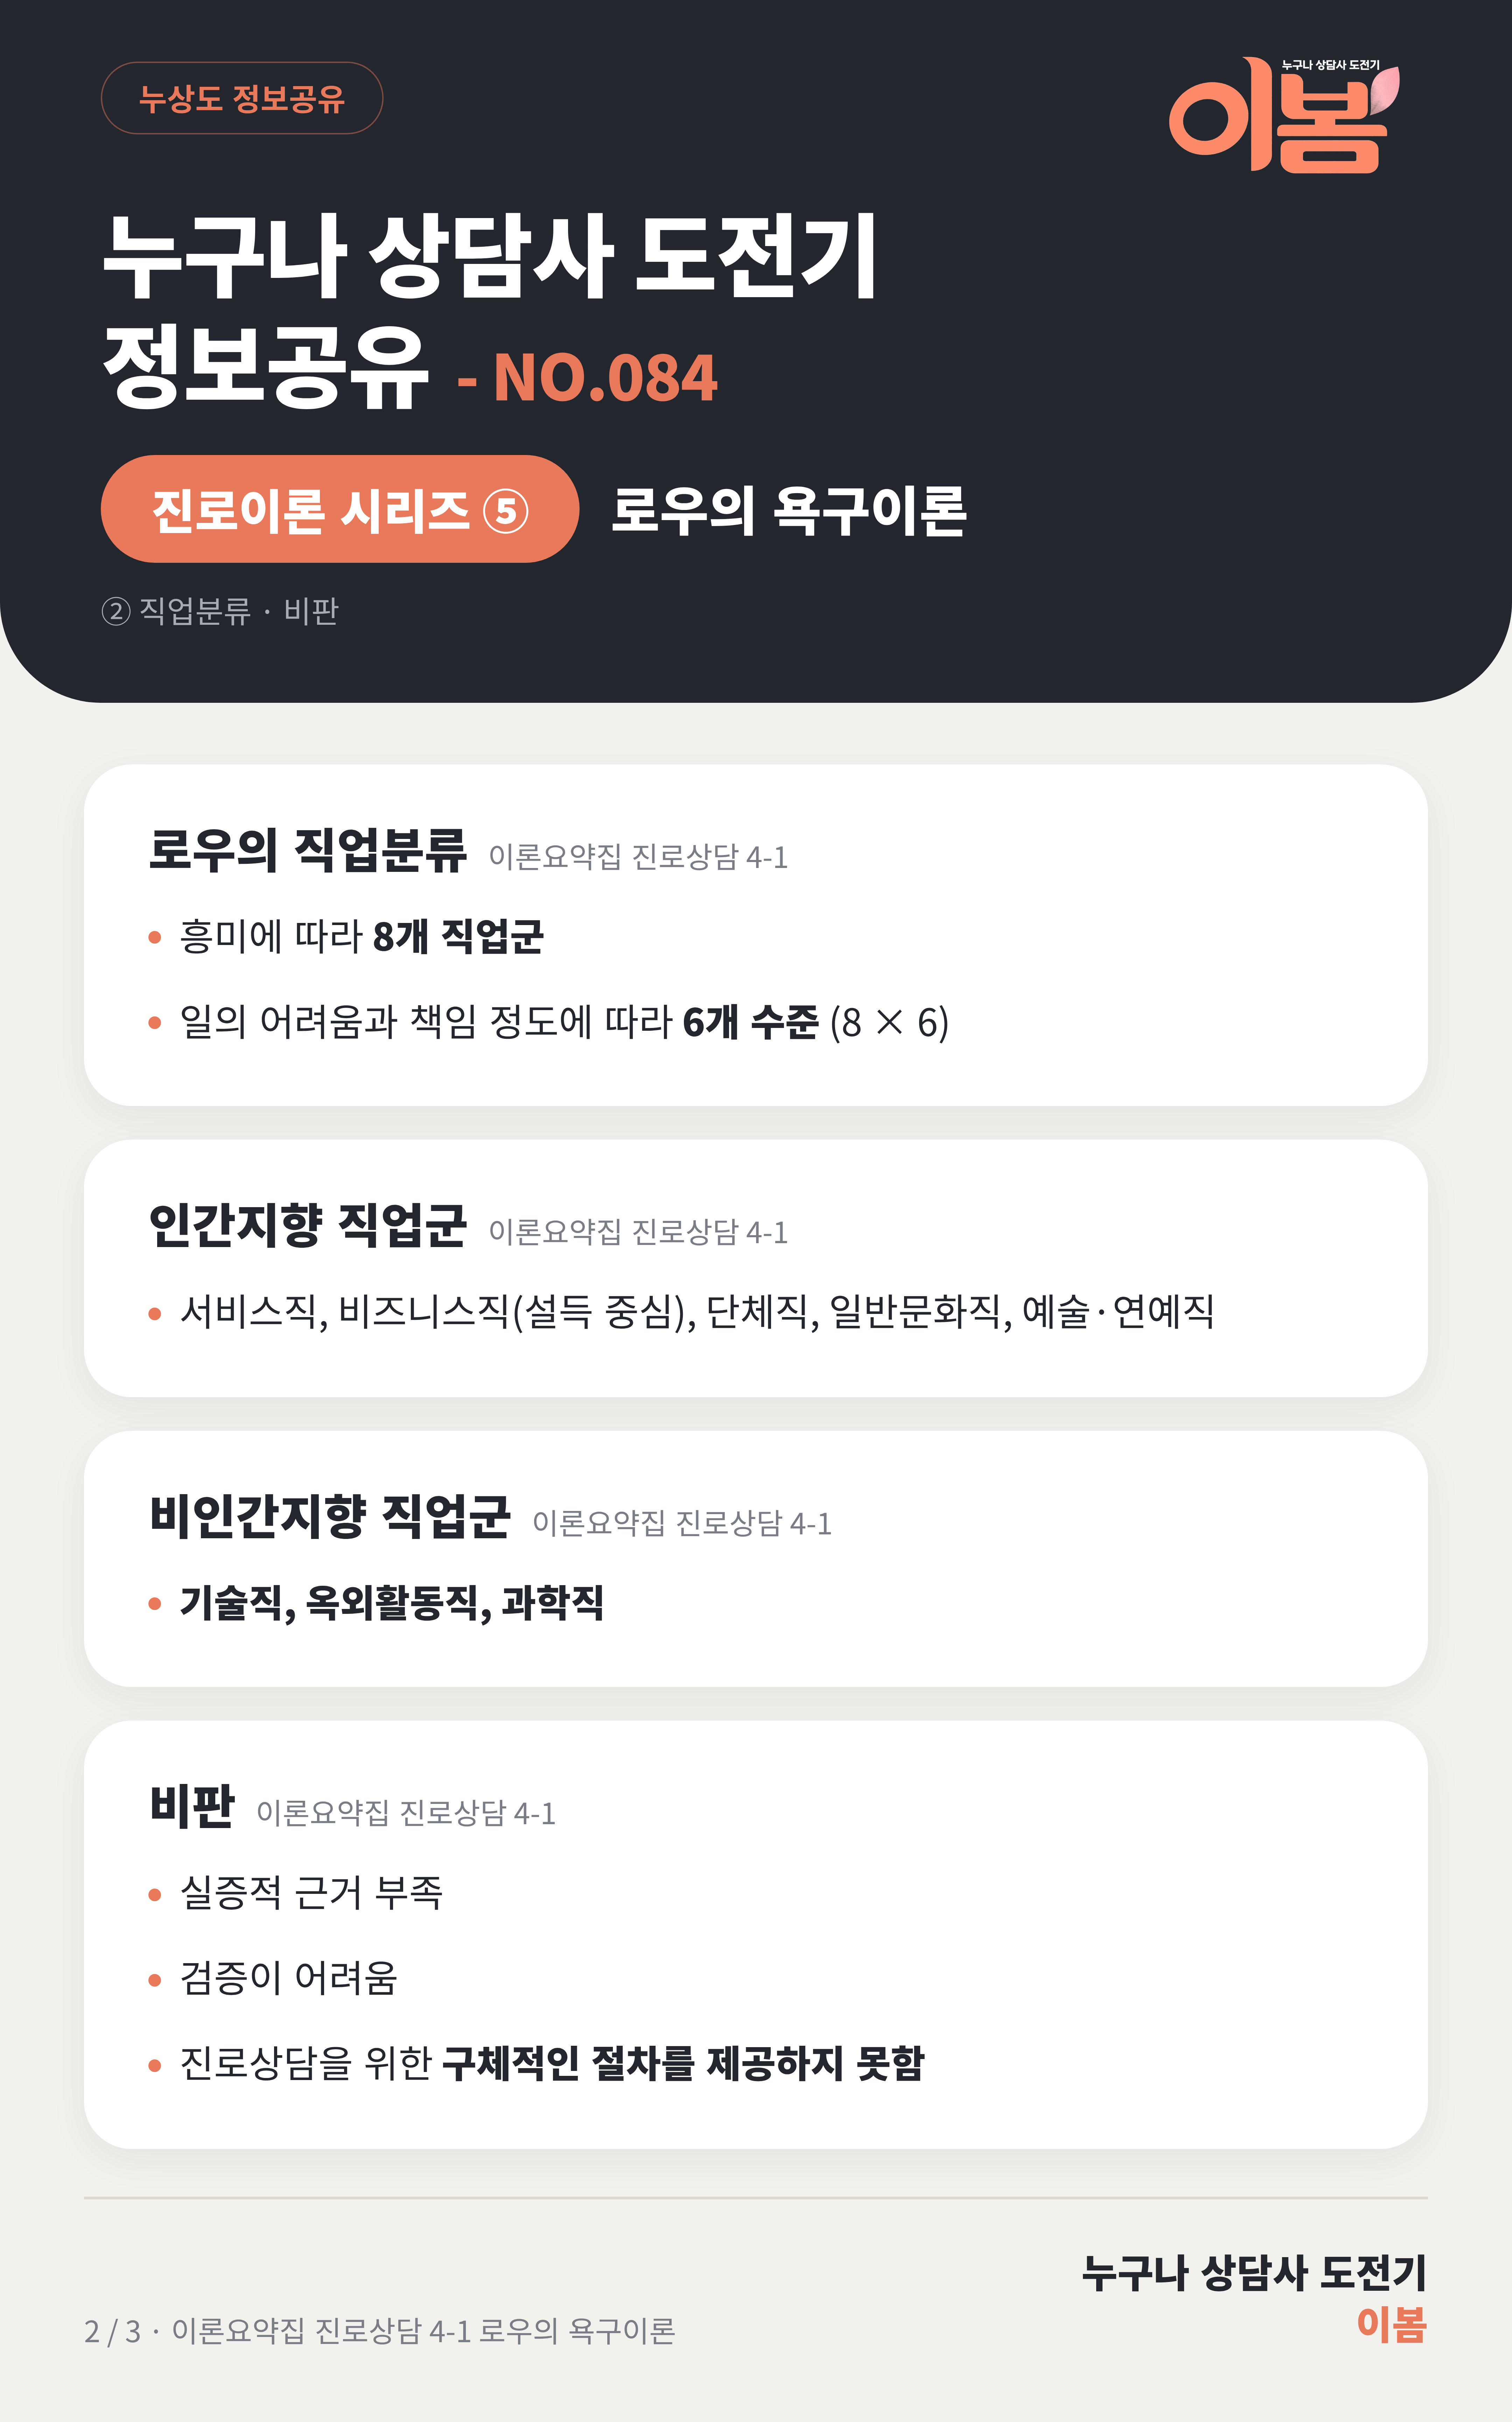 누상도 정보공유
누구나 상담사 도전기
이봄
누구나 상담사 도전기
정보공유 - NO.084
진로이론 시리즈 ⑤ 로우의 욕구이론
② 직업분류 · 비판
로우의 직업분류 이론요약집 진로상담 4-1
• 흥미에 따라 8개 직업군
• 일의 어려움과 책임 정도에 따라 6개 수준 (8 × 6)
인간지향 직업군 이론요약집 진로상담 4-1
• 서비스직, 비즈니스직(설득 중심), 단체직, 일반문화직, 예술·연예직
비인간지향 직업군 이론요약집 진로상담 4-1
• 기술직, 옥외활동직, 과학직
비판 이론요약집 진로상담 4-1
• 실증적 근거 부족
• 검증이 어려움
• 진로상담을 위한 구체적인 절차를 제공하지 못함
누구나 상담사 도전기
2 / 3 · 이론요약집 진로상담 4-1 로우의 욕구이론
이봄